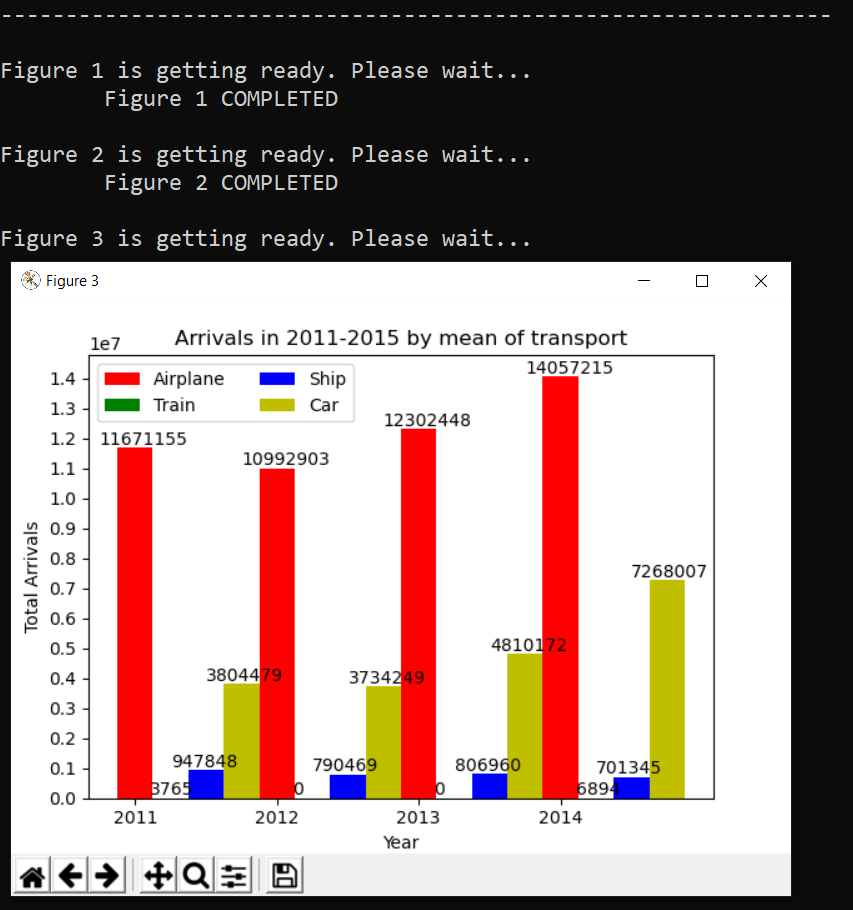 ----------------------------------------------------------------
Figure 1 is getting ready. Please wait...
Figure 1 COMPLETED
Figure 2 is getting ready. Please wait...
Figure 2 COMPLETED
Figure 3 is getting ready. Please wait...
Figure 3
Arrivals in 2011-2015 by mean of transport
1e7
Airplane Ship
Train Car
1.4
1.3
1.2
1.1
1.0
0.9
0.8
0.7
0.6
0.5
0.4
0.3
0.2
0.1
0.0
Total Arrivals
11671155
10992903
12302448
14057215
3765
0
0
6894
947848
790469
806960
701345
3804479
3734249
4810172
7268007
2011 2012 2013 2014
Year